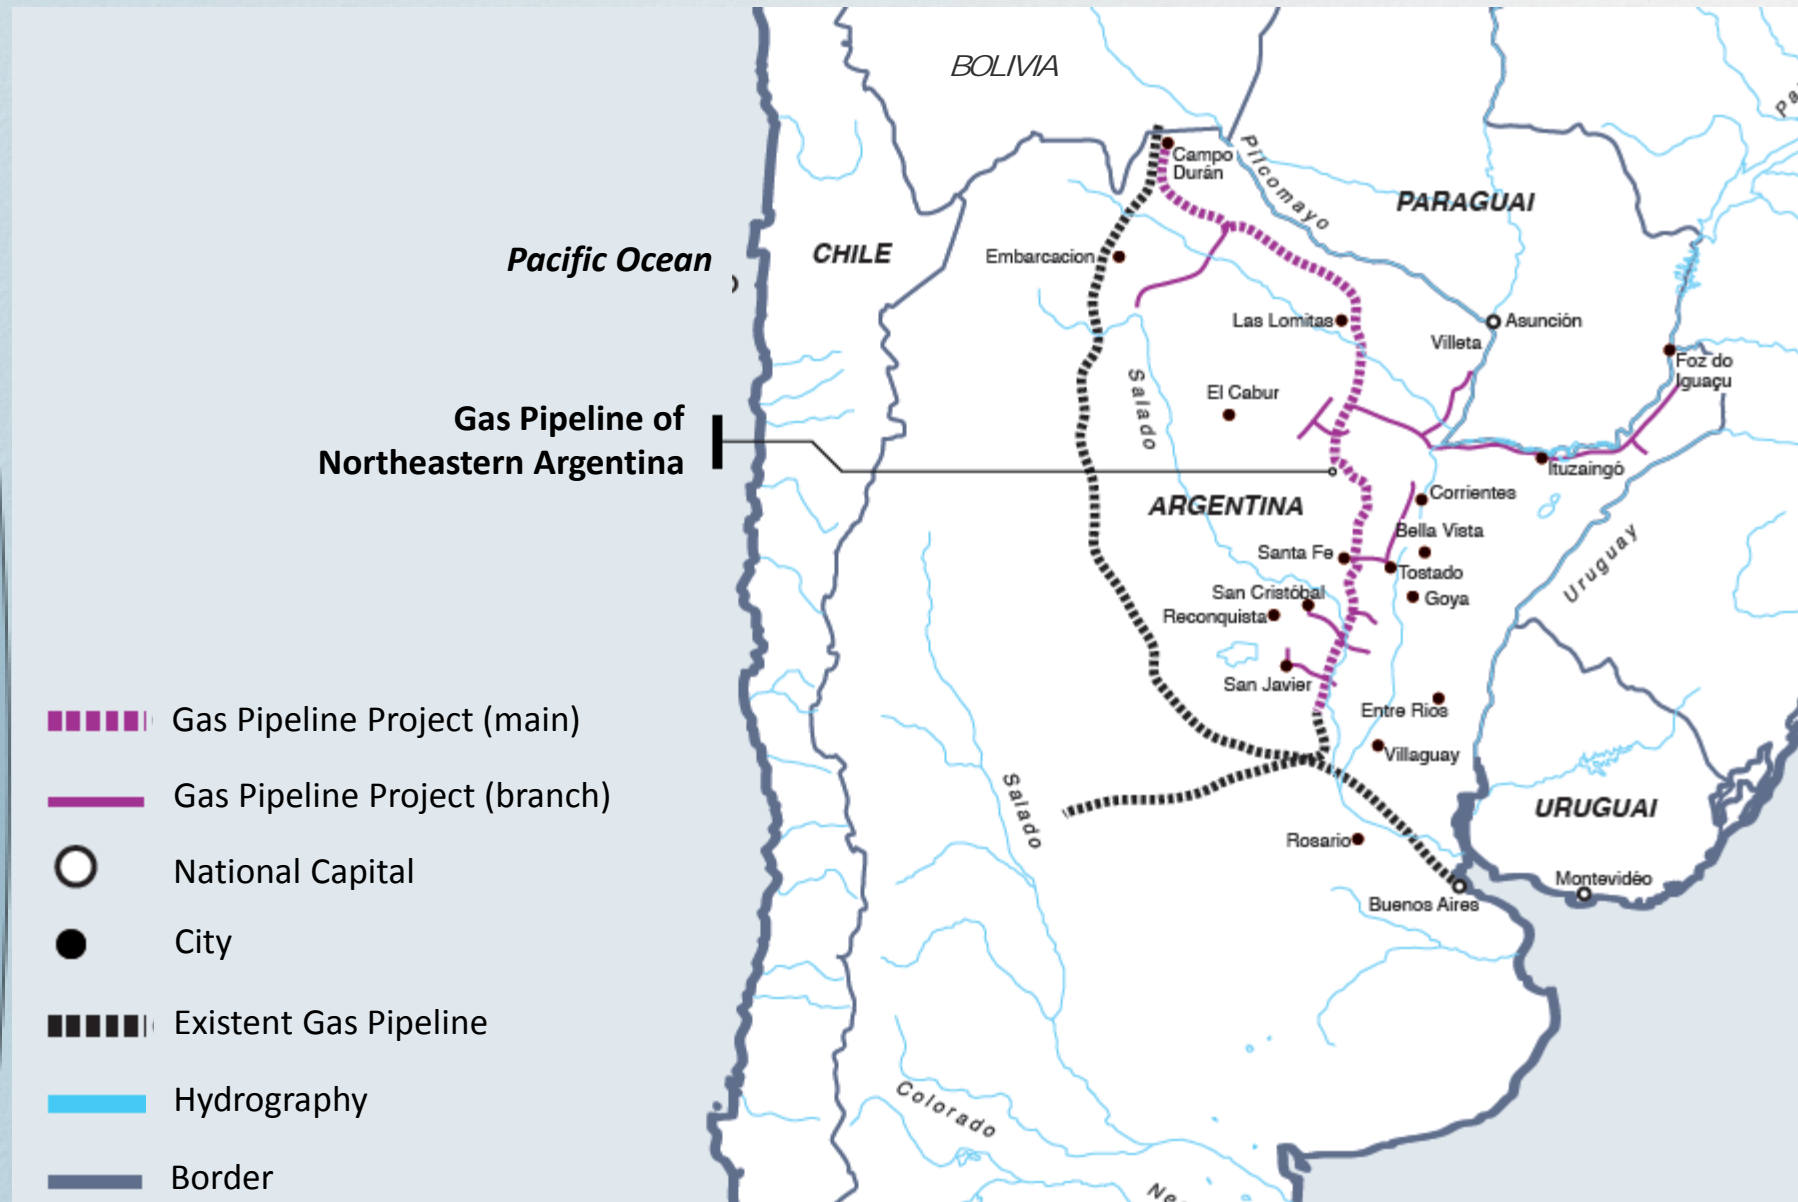 BOLIVIA
Campo
Durán
Pilcomayo
PARAGUAI
Pacific Ocean
CHILE
Embarcacion
Las Lomitas
Asunción
Villeta
Foz do
Iguaçu
Salado
El Cabur
Gas Pipeline of
Northeastern Argentina
Ituzaingó
ARGENTINA
Corrientes
Bella Vista
Uruguay
Santa Fe
Tostado
San Cristóbal
Goya
Reconquista
San Javier
Entre Rios
Villaguay
Salado
URUGUAI
Rosario
Montevidéo
Buenos Aires
Colorado
Gas Pipeline Project (main)
Gas Pipeline Project (branch)
National Capital
City
Existent Gas Pipeline
Hydrography
Border